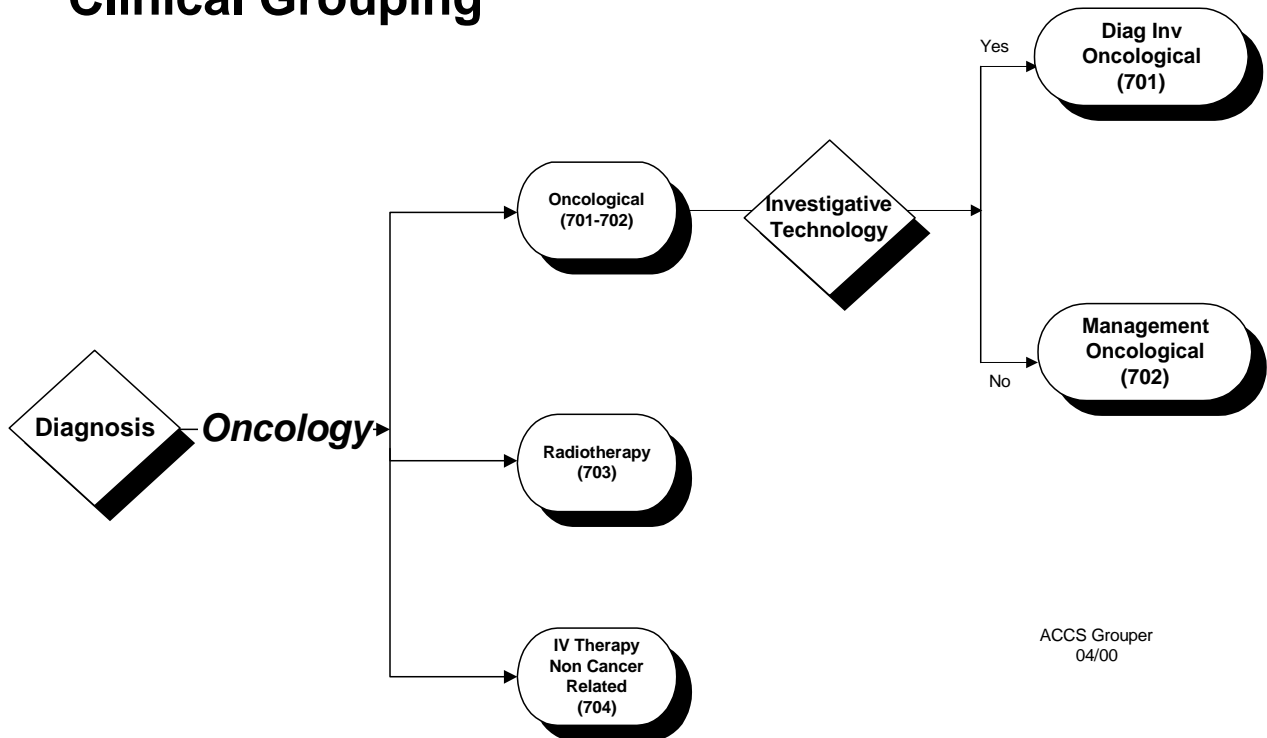 Clinical Grouping
Yes
Diag Inv
Oncological
(701)
Oncological
(701-702)
Investigative
Technology
Management
Oncological
(702)
No
Diagnosis
Oncology
Radiotherapy
(703)
IV Therapy
Non Cancer
Related
(704)
ACCS Grouper
04/00